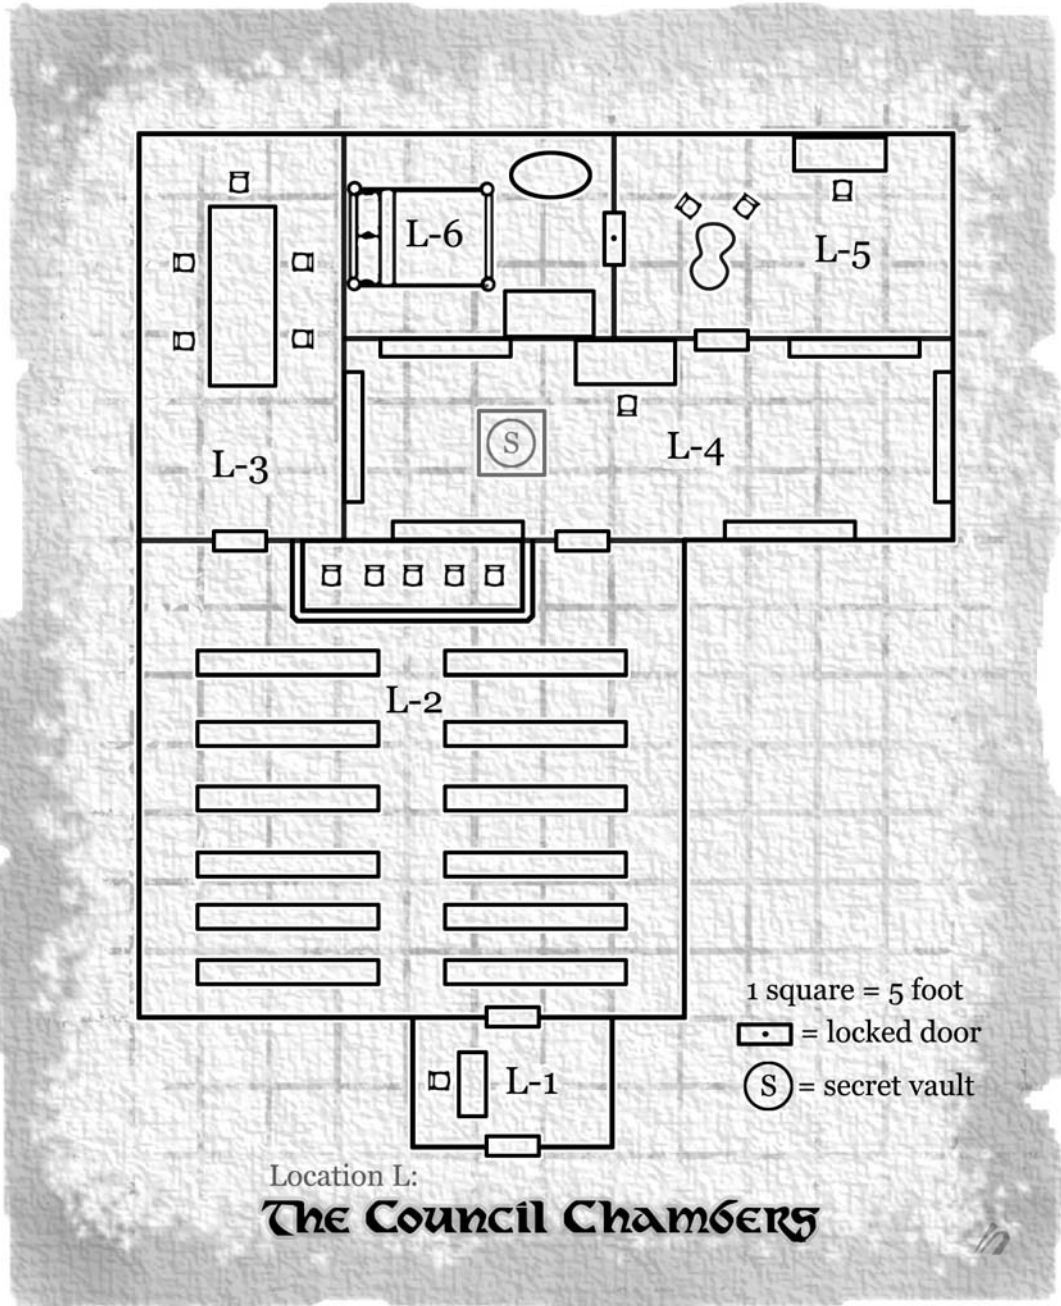 L-6
L-5
S
L-4
L-3
L-2
1 square = 5 foot
= locked door
S = secret vault
L-1
Location L:
The Council Chambers